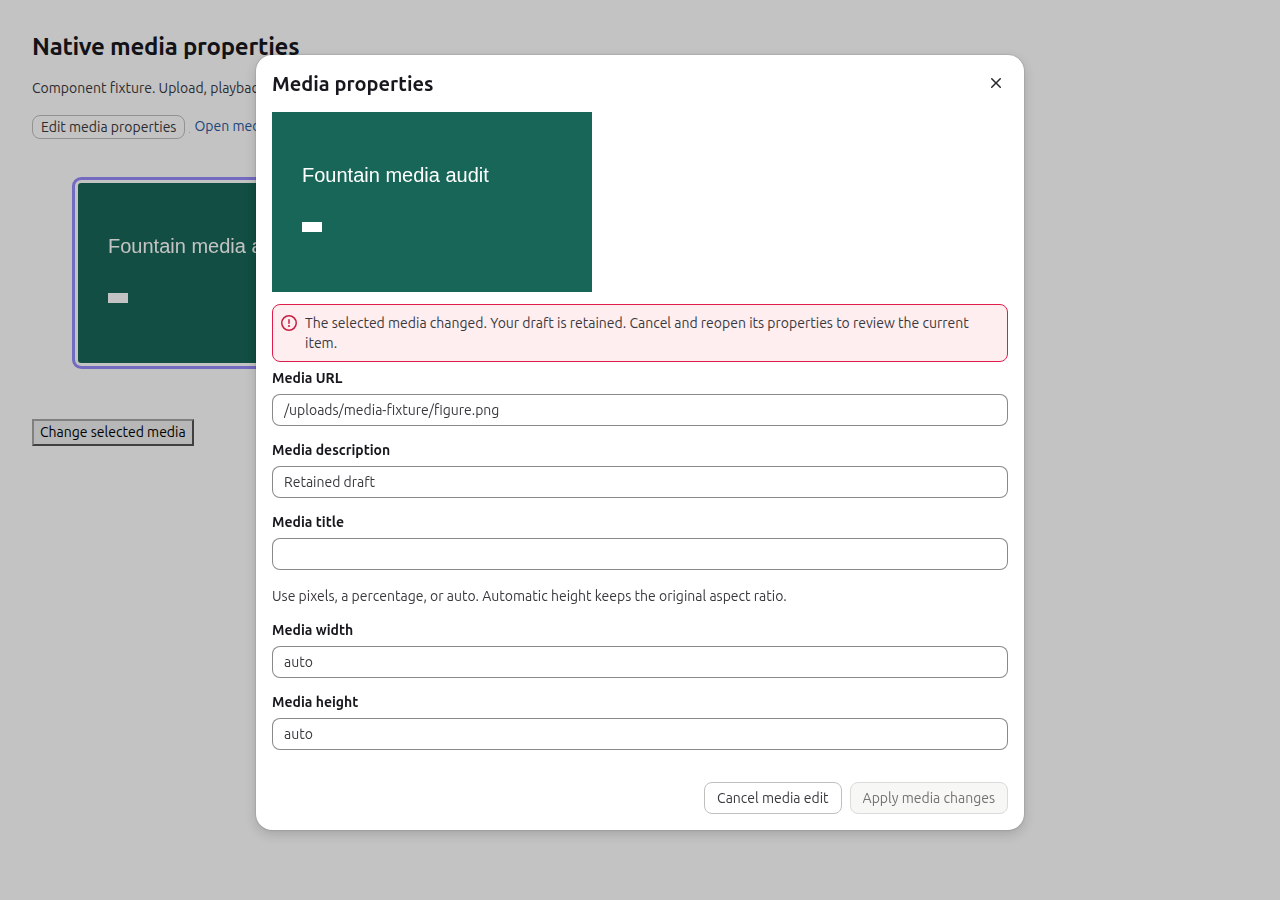 Native media properties
Component fixture. Upload, playbac
Edit media properties
Open med
Fountain media a
Change selected media
Media properties
Fountain media audit
The selected media changed. Your draft is retained. Cancel and reopen its properties to review the current
item.
Media URL
/uploads/media-fixture/figure.png
Media description
Retained draft
Media title
Use pixels, a percentage, or auto. Automatic height keeps the original aspect ratio.
Media width
auto
Media height
auto
Cancel media edit
Apply media changes